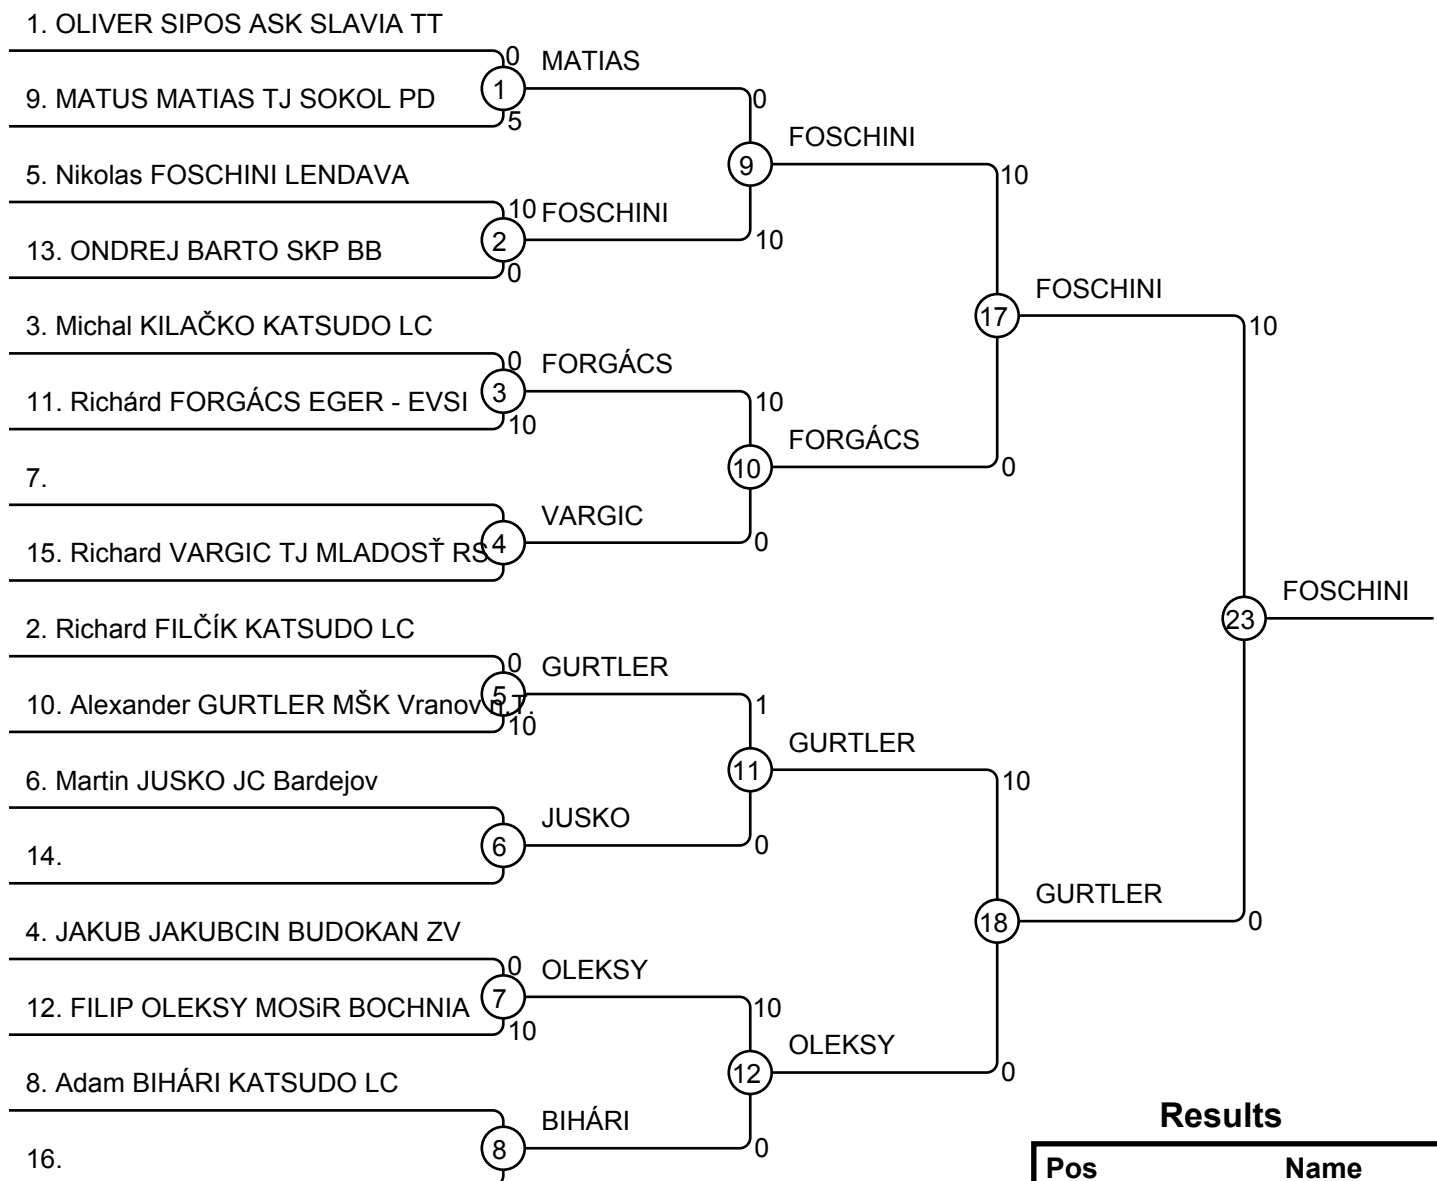 1. OLIVER SIPOS ASK SLAVIA TT
0
MATIAS
1
9. MATUS MATIAS TJ SOKOL PD
5
0
FOSCHINI
9
10
5. Nikolas FOSCHINI LENDAVA
10
FOSCHINI
2
10
13. ONDREJ BARTO SKP BB
0
FOSCHINI
17
10
3. Michal KILAČKO KATSUDO LC
0
FORGÁCS
3
11. Richárd FORGÁCS EGER - EVSI
10
10
FORGÁCS
10
0
7.
VARGIC
4
0
15. Richard VARGIC TJ MLADOSŤ RS
FOSCHINI
23
2. Richard FILČÍK KATSUDO LC
0
GURTLER
5
10. Alexander GURTLER MŠK Vranov n.T.
10
1
GURTLER
11
10
6. Martin JUSKO JC Bardejov
JUSKO
6
0
14.
GURTLER
18
0
4. JAKUB JAKUBCIN BUDOKAN ZV
0
OLEKSY
7
12. FILIP OLEKSY MOSiR BOCHNIA
10
10
OLEKSY
12
0
8. Adam BIHÁRI KATSUDO LC
BIHÁRI
8
0
16.
Results
Pos Name